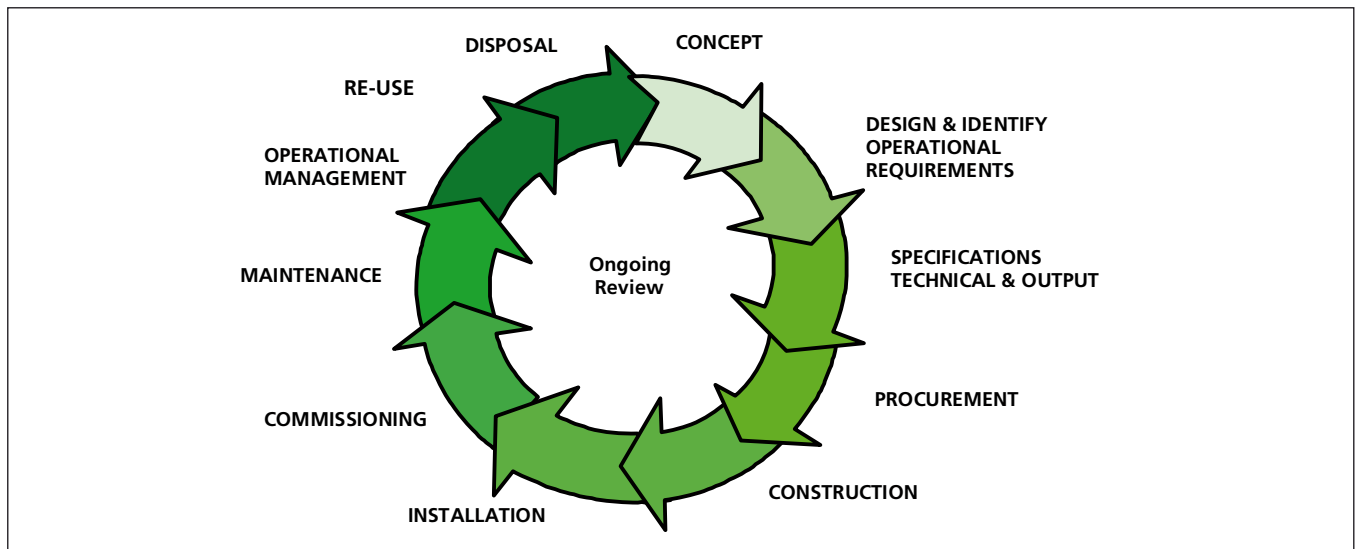 CONCEPT
DESIGN & IDENTIFY
OPERATIONAL
REQUIREMENTS
SPECIFICATIONS
TECHNICAL & OUTPUT
PROCUREMENT
CONSTRUCTION
INSTALLATION
COMMISSIONING
MAINTENANCE
OPERATIONAL
MANAGEMENT
RE-USE
DISPOSAL
Ongoing
Review